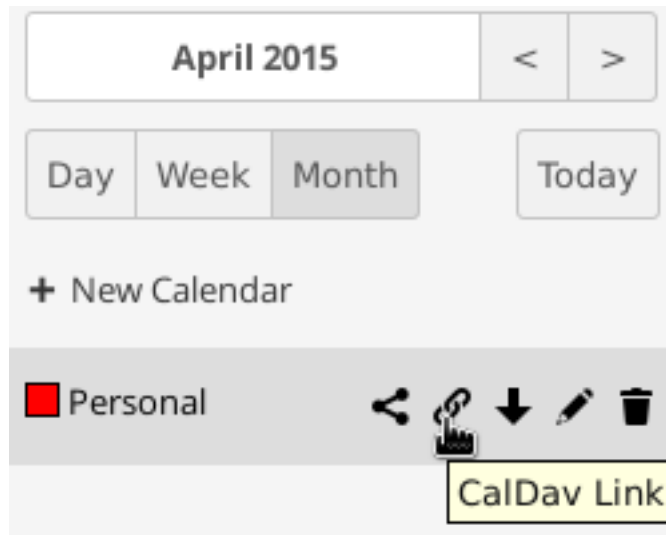 April 2015 < >
Day Week Month Today
+ New Calendar
Personal
CalDav Link